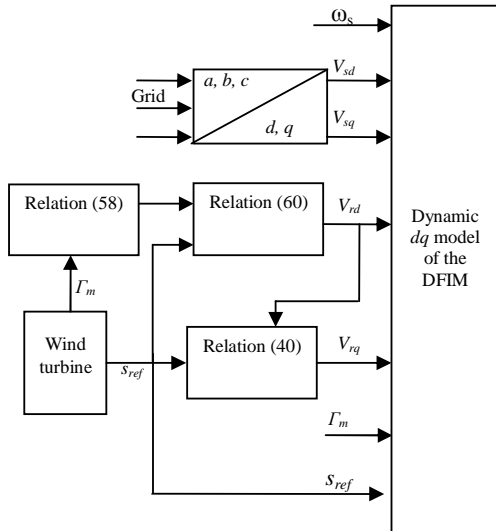 ωs
a, b, c
Vsd
Grid
d, q
Vsq
Relation (58)
Relation (60)
Vrd
Dynamic
dq model
of the
DFIM
Γm
Wind
turbine
sref
Relation (40)
Vrq
Γm
sref